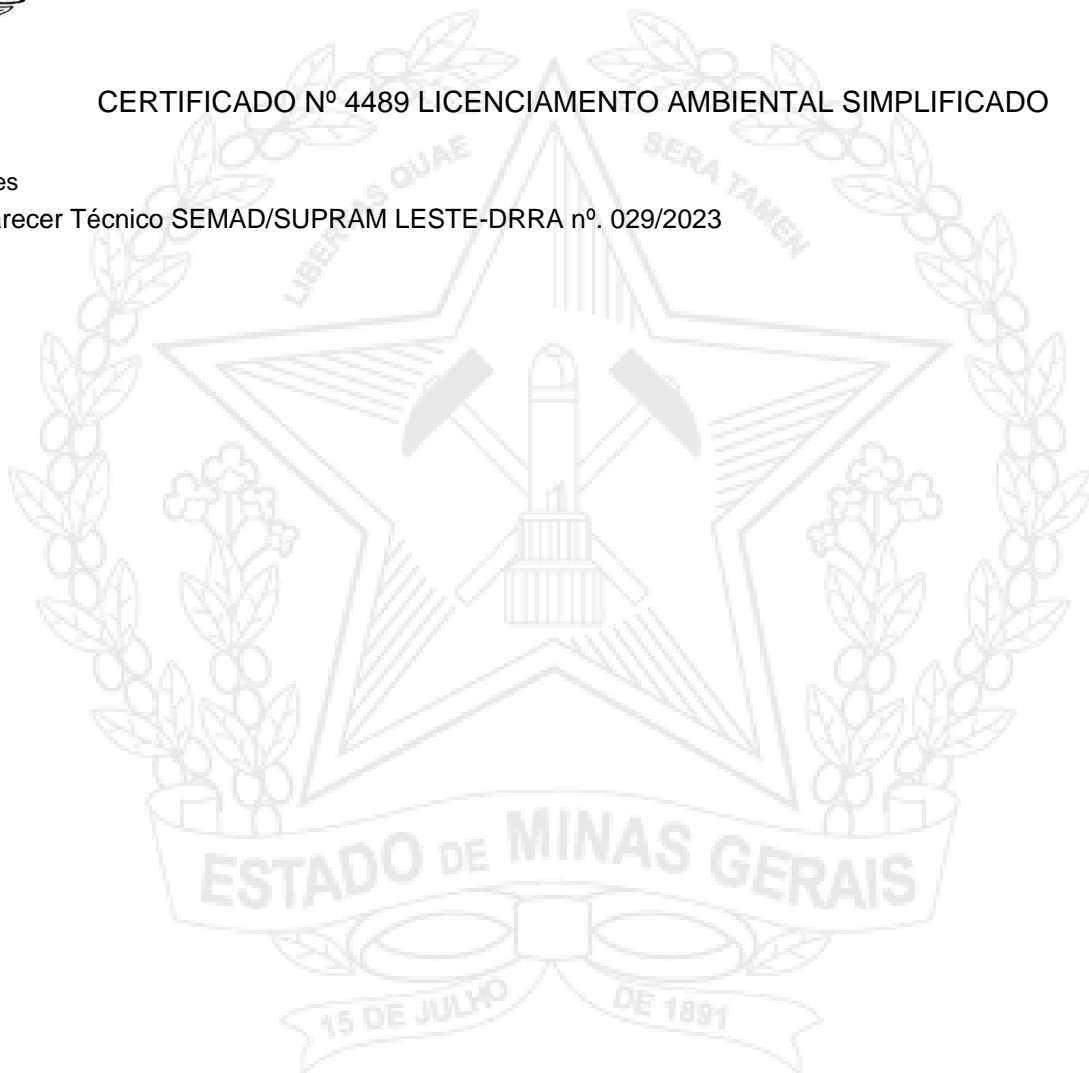 CERTIFICADO Nº 4489 LICENCIAMENTO AMBIENTAL SIMPLIFICADO
es
arecer Técnico SEMAD/SUPRAM LESTE-DRRA nº. 029/2023
LIBERTAS QUAE SERA TAMEN
ESTADO DE MINAS GERAIS
15 DE JULHO DE 1891